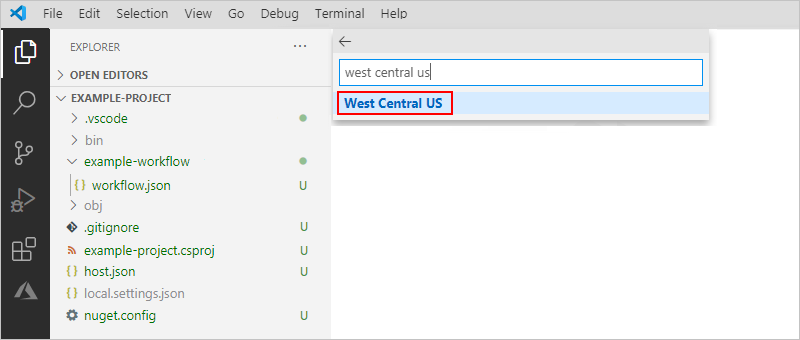 File Edit Selection View Go Debug Terminal Help
EXPLORER ...
OPEN EDITORS
EXAMPLE-PROJECT
.vscode
bin
example-workflow
{} workflow.json U
obj
.gitignore U
example-project.csproj U
{} host.json U
{} local.settings.json
nuget.config U
west central us
West Central US